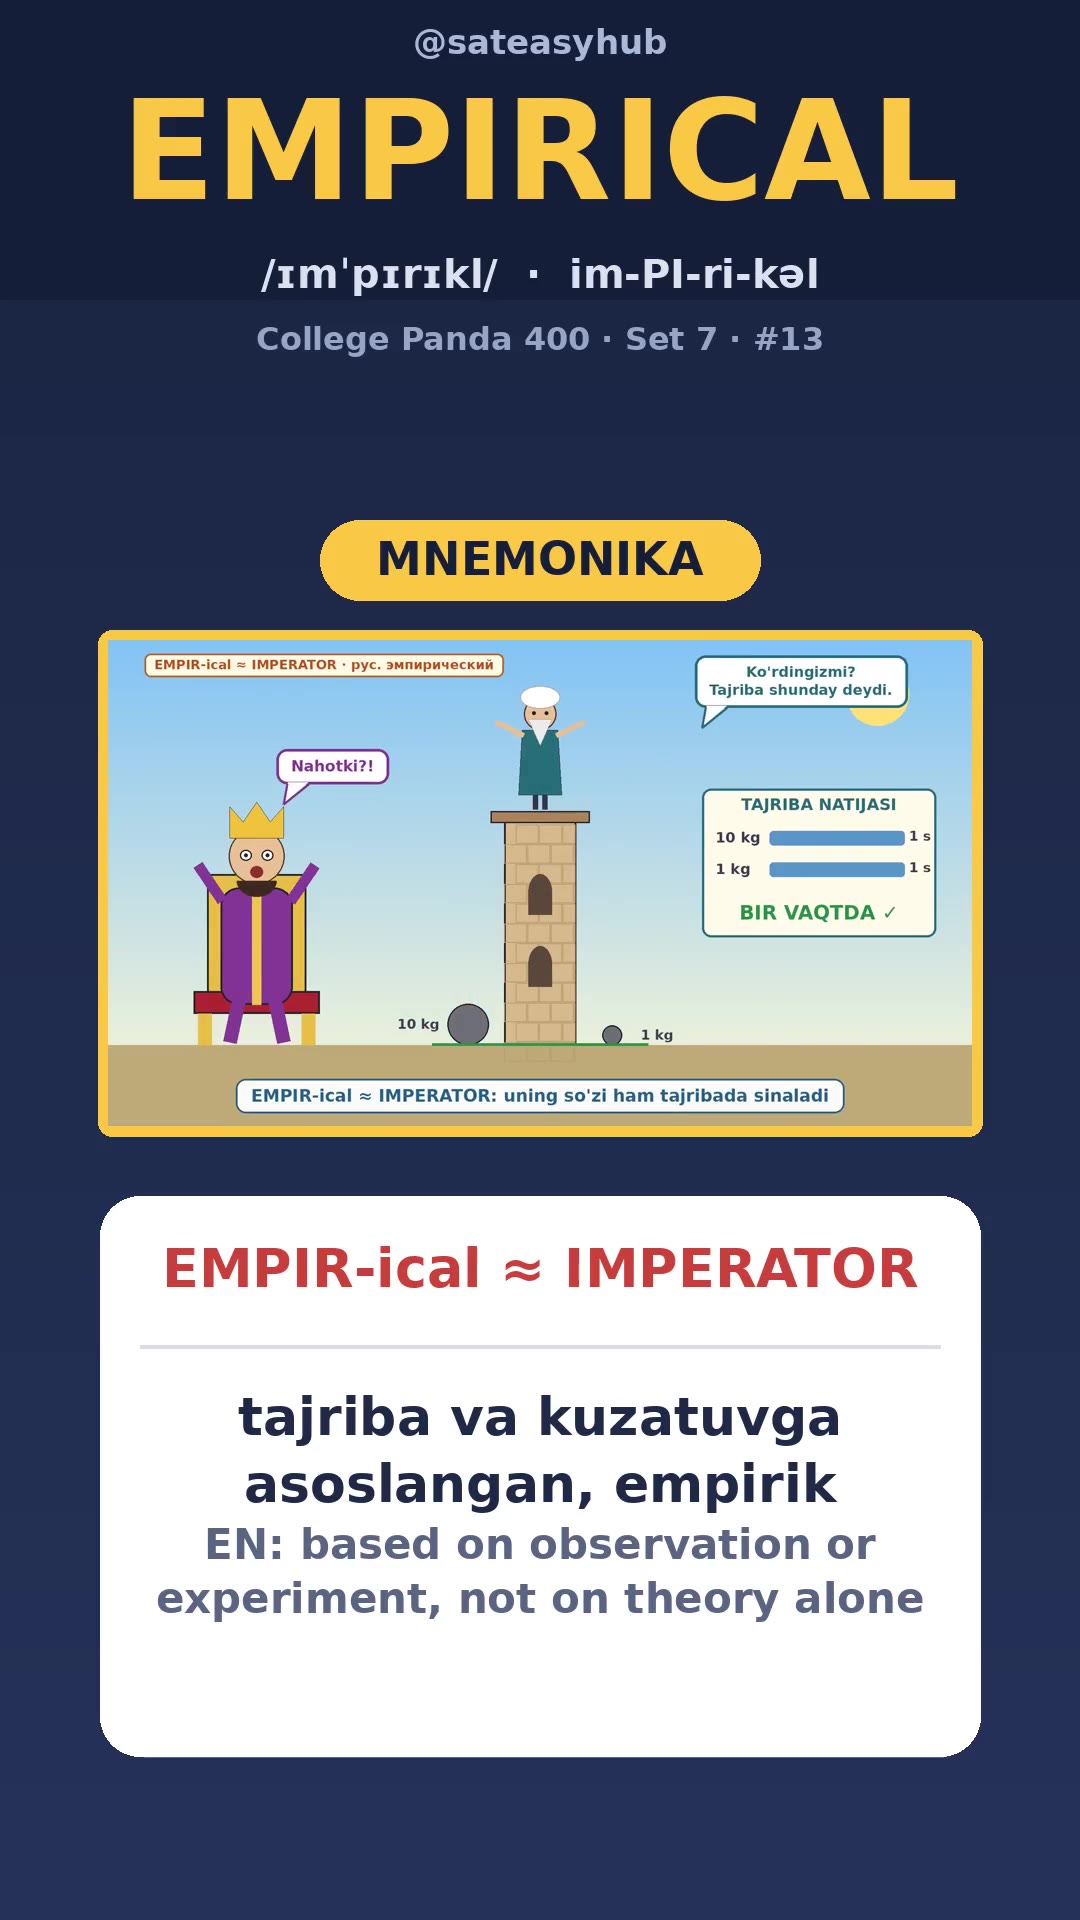 @sateasyhub
EMPIRICAL
/ɪmˈpɪrɪkl/ · im-PI-ri-kəl
College Panda 400 · Set 7 · #13
MNEMONIKA
EMPIR-ical ≈ IMPERATOR · рус. эмпирический
Ko'rdingizmi?
Tajriba shunday deydi.
Nahotki?!
TAJRIBA NATIJASI
10 kg 1 s
1 kg 1 s
BIR VAQTDA ✓
10 kg
1 kg
EMPIR-ical ≈ IMPERATOR: uning so'zi ham tajribada sinaladi
EMPIR-ical ≈ IMPERATOR
tajriba va kuzatuvga
asoslangan, empirik
EN: based on observation or
experiment, not on theory alone